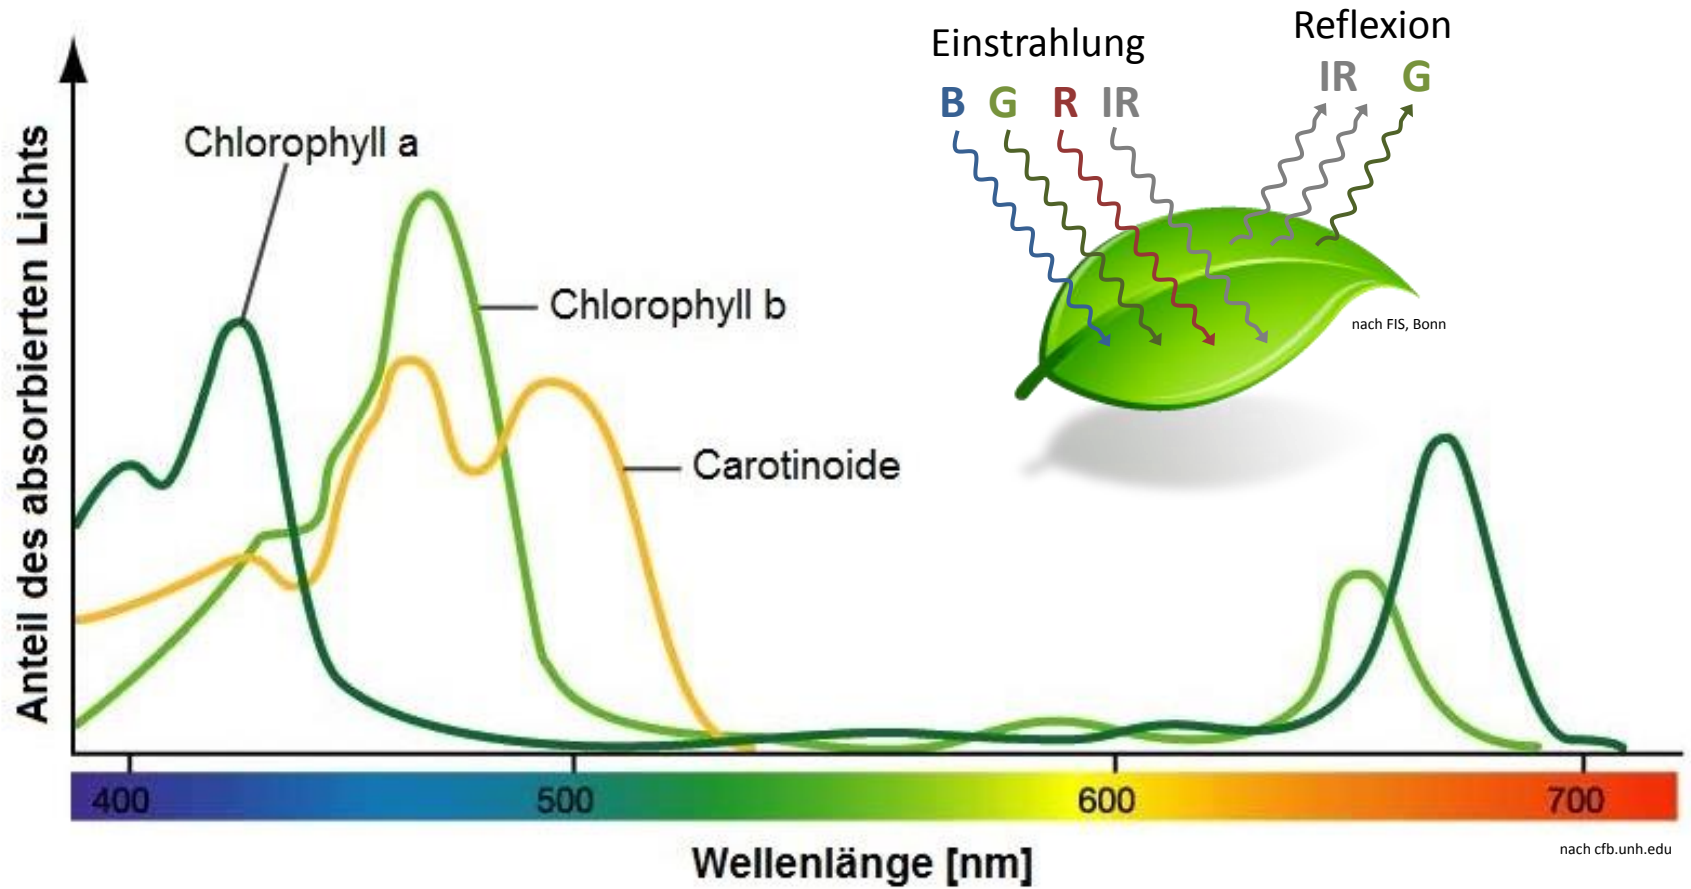 Einstrahlung
B G R IR
Reflexion
IR G
nach FIS, Bonn
Chlorophyll a
Chlorophyll b
Carotinoide
Anteil des absorbierten Lichts
400 500 600 700
Wellenlänge [nm]
nach cfb.unh.edu